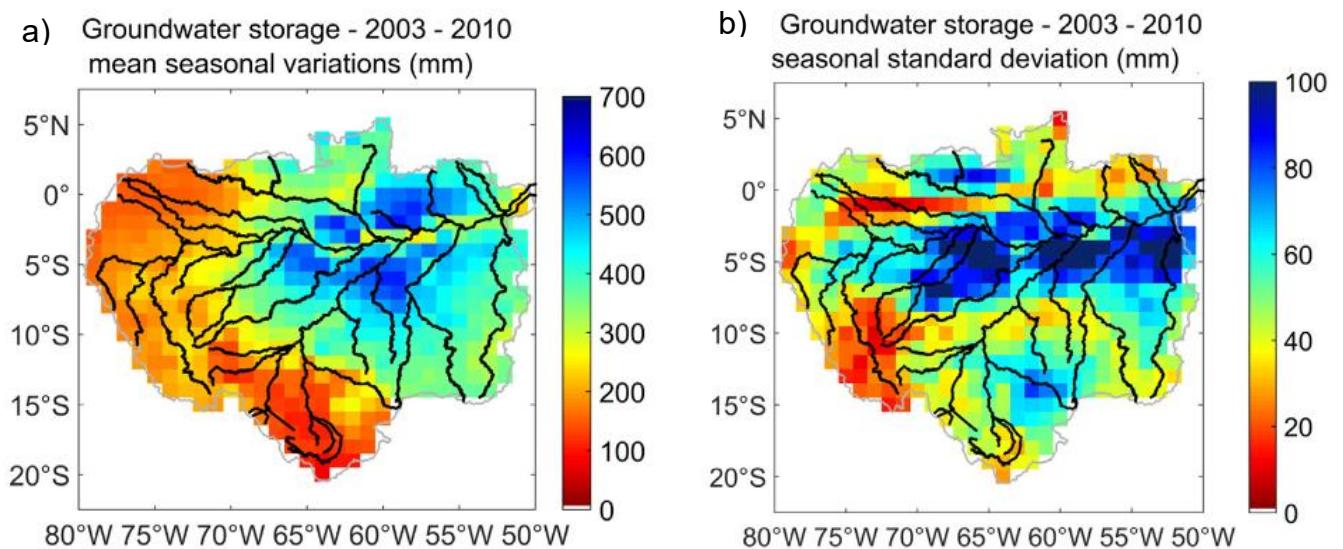 a) Groundwater storage - 2003 - 2010
mean seasonal variations (mm)
5°N
0°
5°S
10°S
15°S
20°S
80°W 75°W 70°W 65°W 60°W 55°W 50°W
700
600
500
400
300
200
100
0
b) Groundwater storage - 2003 - 2010
seasonal standard deviation (mm)
5°N
0°
5°S
10°S
15°S
20°S
80°W 75°W 70°W 65°W 60°W 55°W 50°W
100
80
60
40
20
0